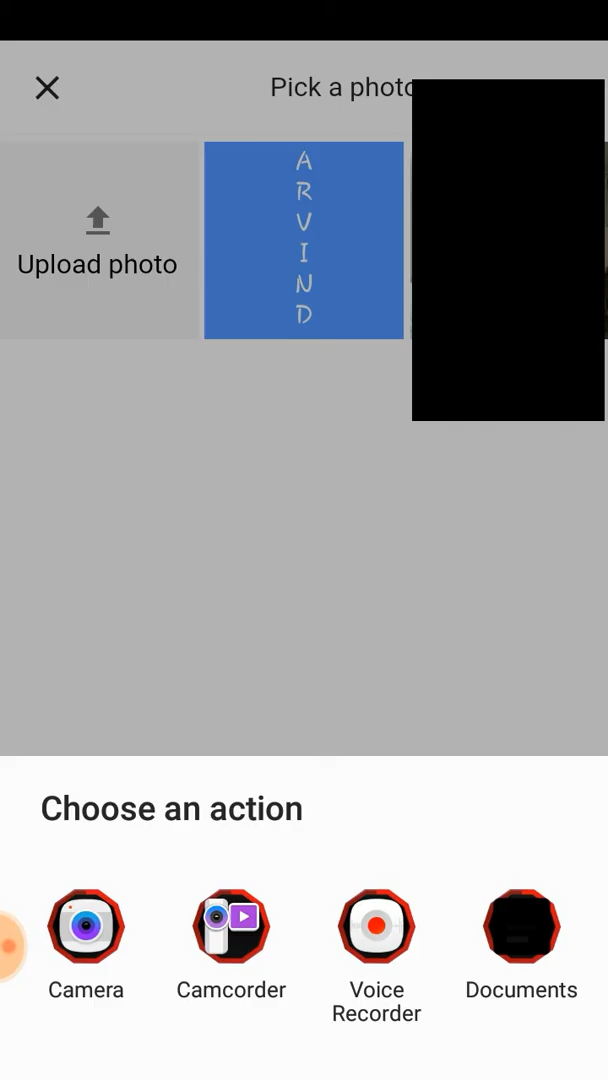 Pick a photo
Upload photo
A
R
V
I
N
D
Choose an action
Camera
Camcorder
Voice
Recorder
Documents